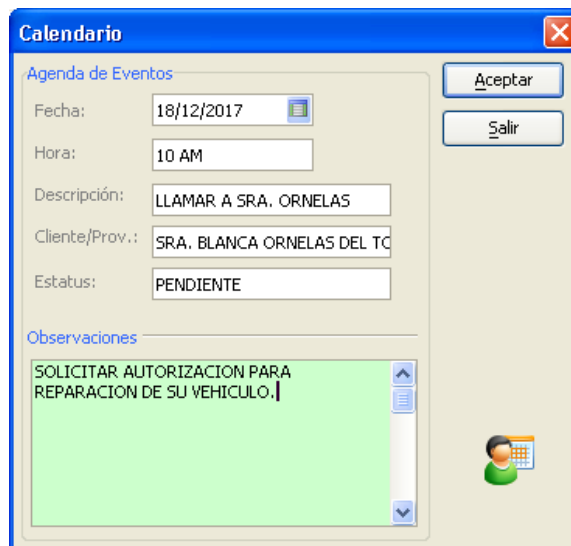 Calendario
Agenda de Eventos
Aceptar
Fecha: 18/12/2017
Salir
Hora: 10 AM
Descripción: LLAMAR A SRA. ORNELAS
Cliente/Prov.: SRA. BLANCA ORNELAS DEL TO
Estatus: PENDIENTE
Observaciones
SOLICITAR AUTORIZACION PARA
REPARACION DE SU VEHICULO.